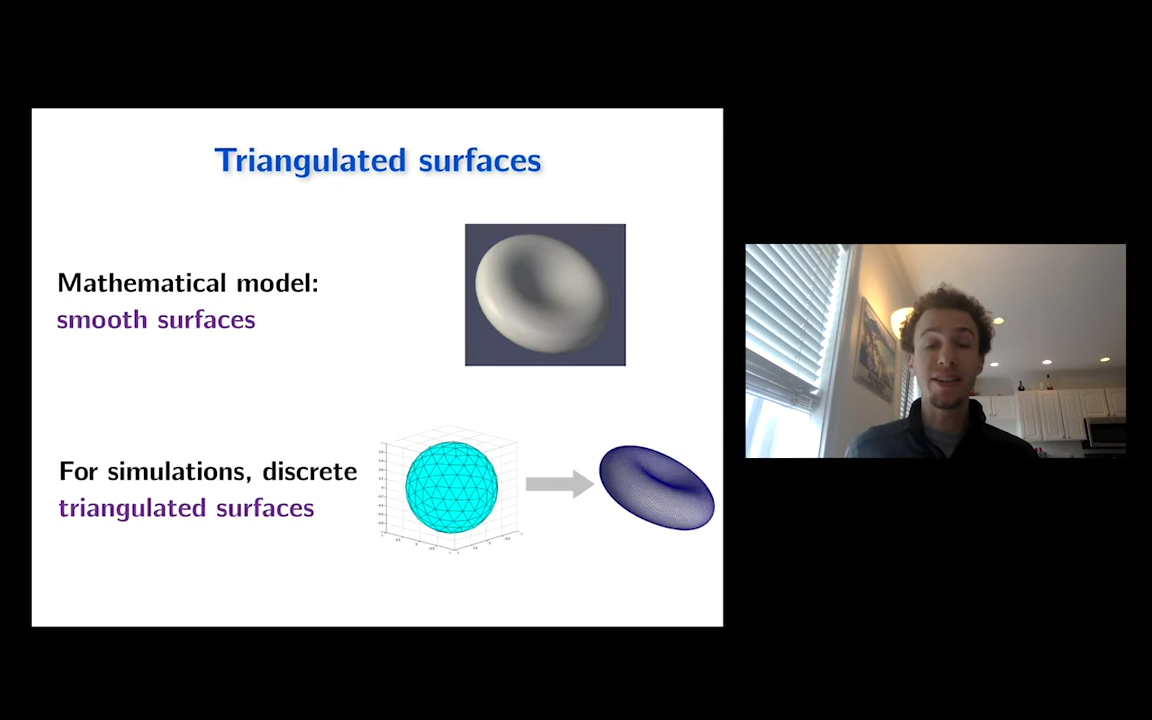 Triangulated surfaces
Mathematical model:
smooth surfaces
For simulations, discrete
triangulated surfaces